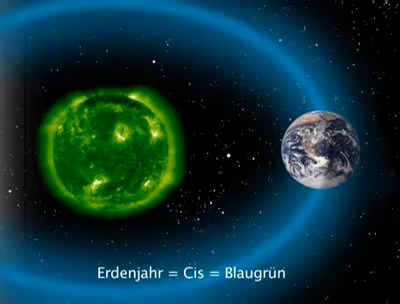 Erdenjahr = Cis = Blaugrün